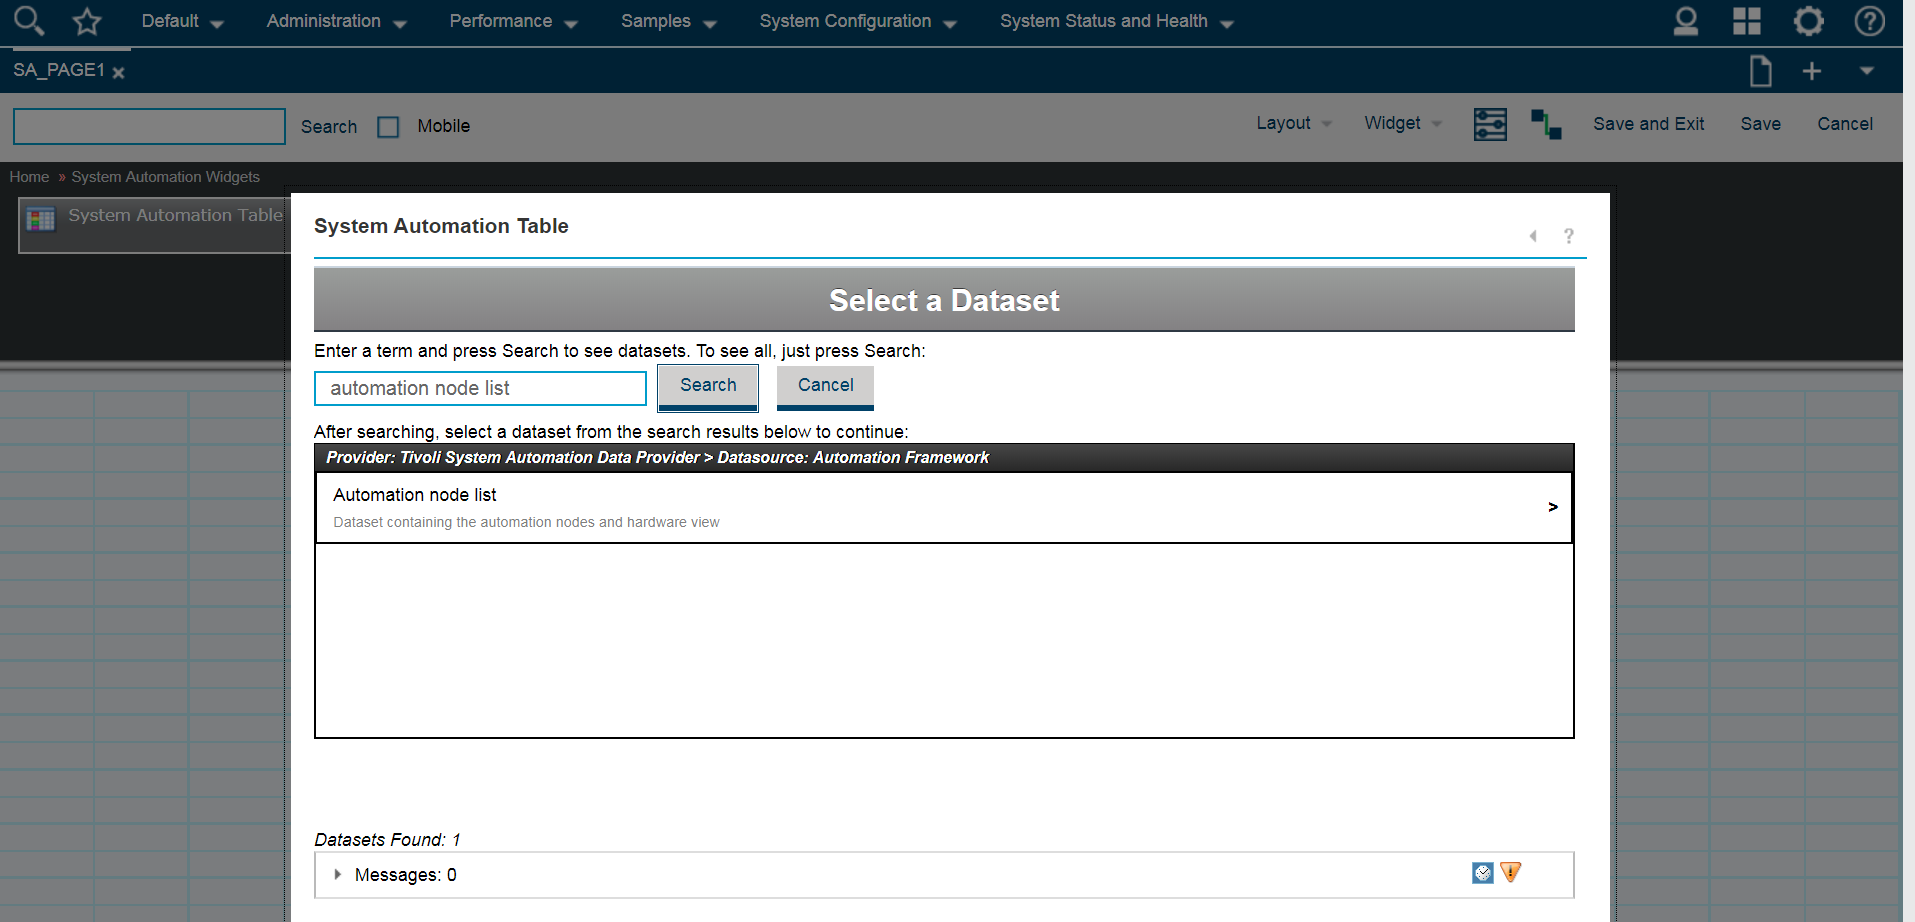 Default Administration Performance Samples System Configuration System Status and Health ?
SA_PAGE1 x
Search Mobile Layout Widget Save and Exit Save Cancel
Home » System Automation Widgets
System Automation Table
System Automation Table
?
Select a Dataset
Enter a term and press Search to see datasets. To see all, just press Search:
automation node list Search Cancel
After searching, select a dataset from the search results below to continue:
Provider: Tivoli System Automation Data Provider > Datasource: Automation Framework
Automation node list
>
Dataset containing the automation nodes and hardware view
Datasets Found: 1
Messages: 0